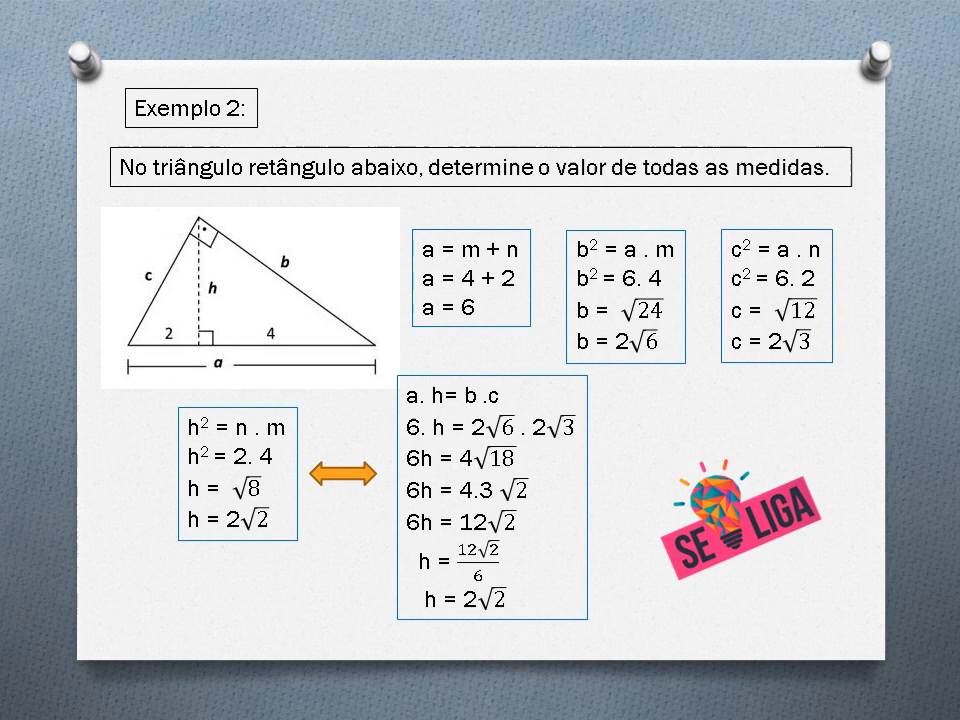 Exemplo 2:
No triângulo retângulo abaixo, determine o valor de todas as medidas.
c
b
h
2
4
a
a = m + n
a = 4 + 2
a = 6
b² = a . m
b² = 6. 4
b = √24
b = 2√6
c² = a . n
c² = 6. 2
c = √12
c = 2√3
h² = n . m
h² = 2. 4
h = √8
h = 2√2
a. h= b .c
6. h = 2√6 . 2√3
6h = 4√18
6h = 4.3 √2
6h = 12√2
h = 12√2/6
h = 2√2
SE LIGA